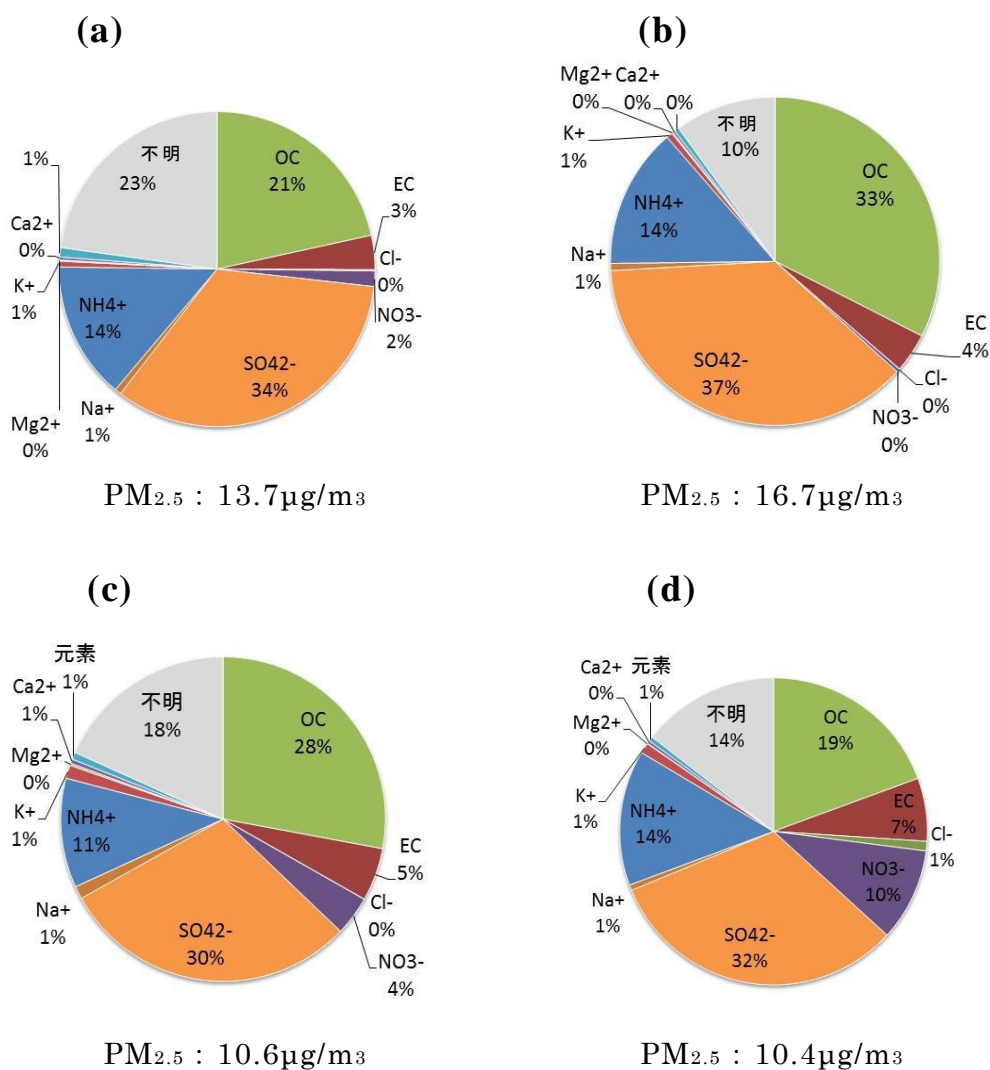 (a)
不明
23%
OC
21%
EC
3%
Cl-
0%
NO3-
2%
SO42-
34%
Na+
1%
NH4+
14%
Mg2+
0%
K+
1%
Ca2+
0%
1%
PM2.5 : 13.7µg/m3
(b)
Mg2+
0%
Ca2+
0%
0%
K+
1%
不明
10%
OC
33%
EC
4%
Cl-
0%
NO3-
0%
SO42-
37%
Na+
1%
NH4+
14%
PM2.5 : 16.7µg/m3
(c)
元素
1%
Ca2+
1%
Mg2+
0%
K+
1%
不明
18%
OC
28%
EC
5%
Cl-
0%
NO3-
4%
SO42-
30%
Na+
1%
NH4+
11%
PM2.5 : 10.6µg/m3
(d)
元素
1%
Ca2+
0%
Mg2+
0%
K+
1%
不明
14%
OC
19%
EC
7%
Cl-
1%
NO3-
10%
SO42-
32%
Na+
1%
NH4+
14%
PM2.5 : 10.4µg/m3